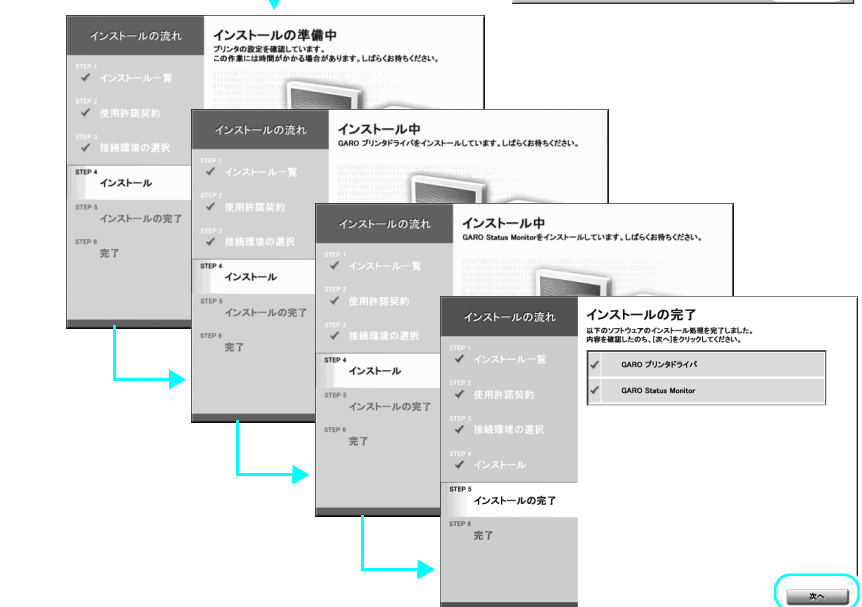 インストールの流れ
STEP 1
インストール一覧
STEP 2
使用許諾契約
STEP 3
接続環境の選択
STEP 4
インストール
STEP 5
インストールの完了
STEP 6
完了
インストールの準備中
プリンタの設定を確認しています。
この作業には時間がかかる場合があります。しばらくお待ちください。
インストールの流れ
STEP 1
インストール一覧
STEP 2
使用許諾契約
STEP 3
接続環境の選択
STEP 4
インストール
STEP 5
インストールの完了
STEP 6
完了
インストール中
GARO プリンタドライバをインストールしています。しばらくお待ちください。
インストールの流れ
STEP 1
インストール一覧
STEP 2
使用許諾契約
STEP 3
接続環境の選択
STEP 4
インストール
STEP 5
インストールの完了
STEP 6
完了
インストール中
GARO Status Monitorをインストールしています。しばらくお待ちください。
インストールの流れ
STEP 1
インストール一覧
STEP 2
使用許諾契約
STEP 3
接続環境の選択
STEP 4
インストール
STEP 5
インストールの完了
STEP 6
完了
インストールの完了
以下のソフトウェアのインストール処理を完了しました。
内容を確認したのち、[次へ]をクリックしてください。
GARO プリンタドライバ
GARO Status Monitor
次へ